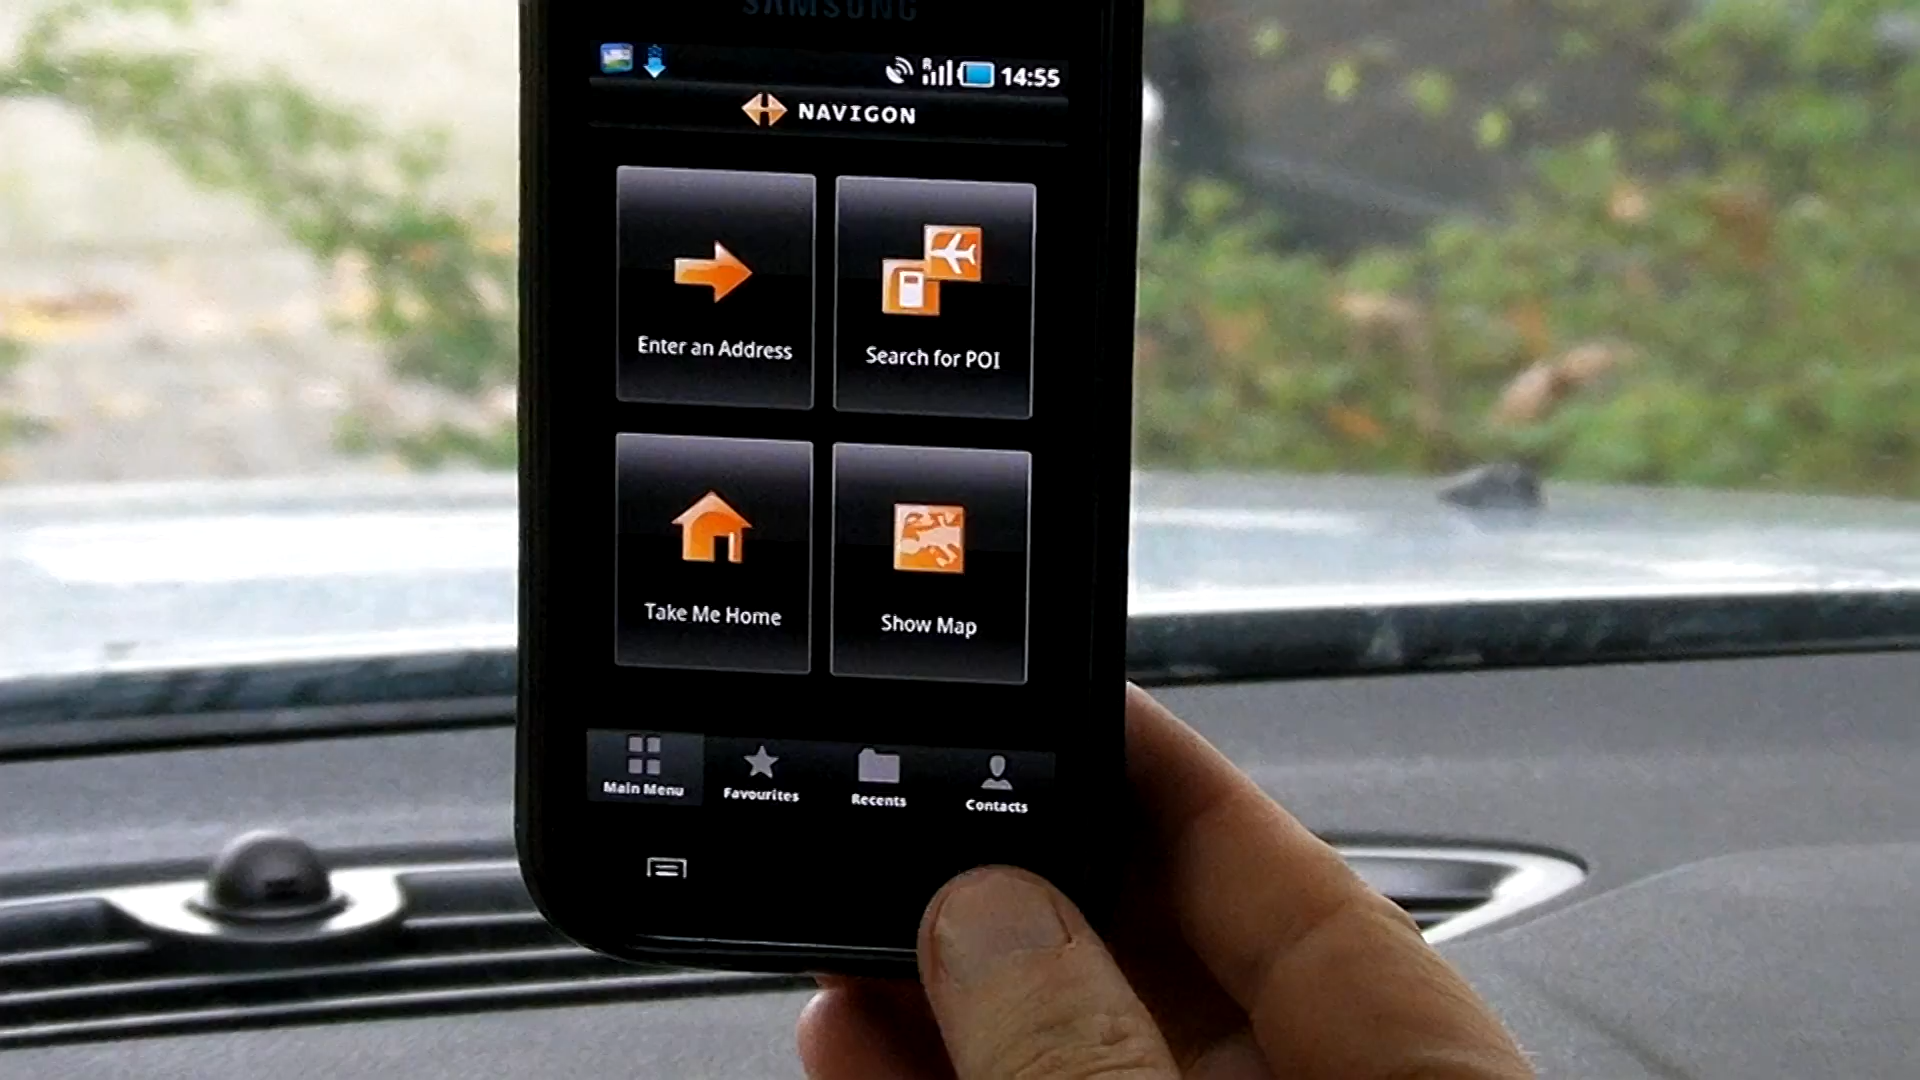 SAMSUNG
R 14:55
NAVIGON
Enter an Address
Search for POI
Take Me Home
Show Map
Main Menu
Favourites
Recents
Contacts